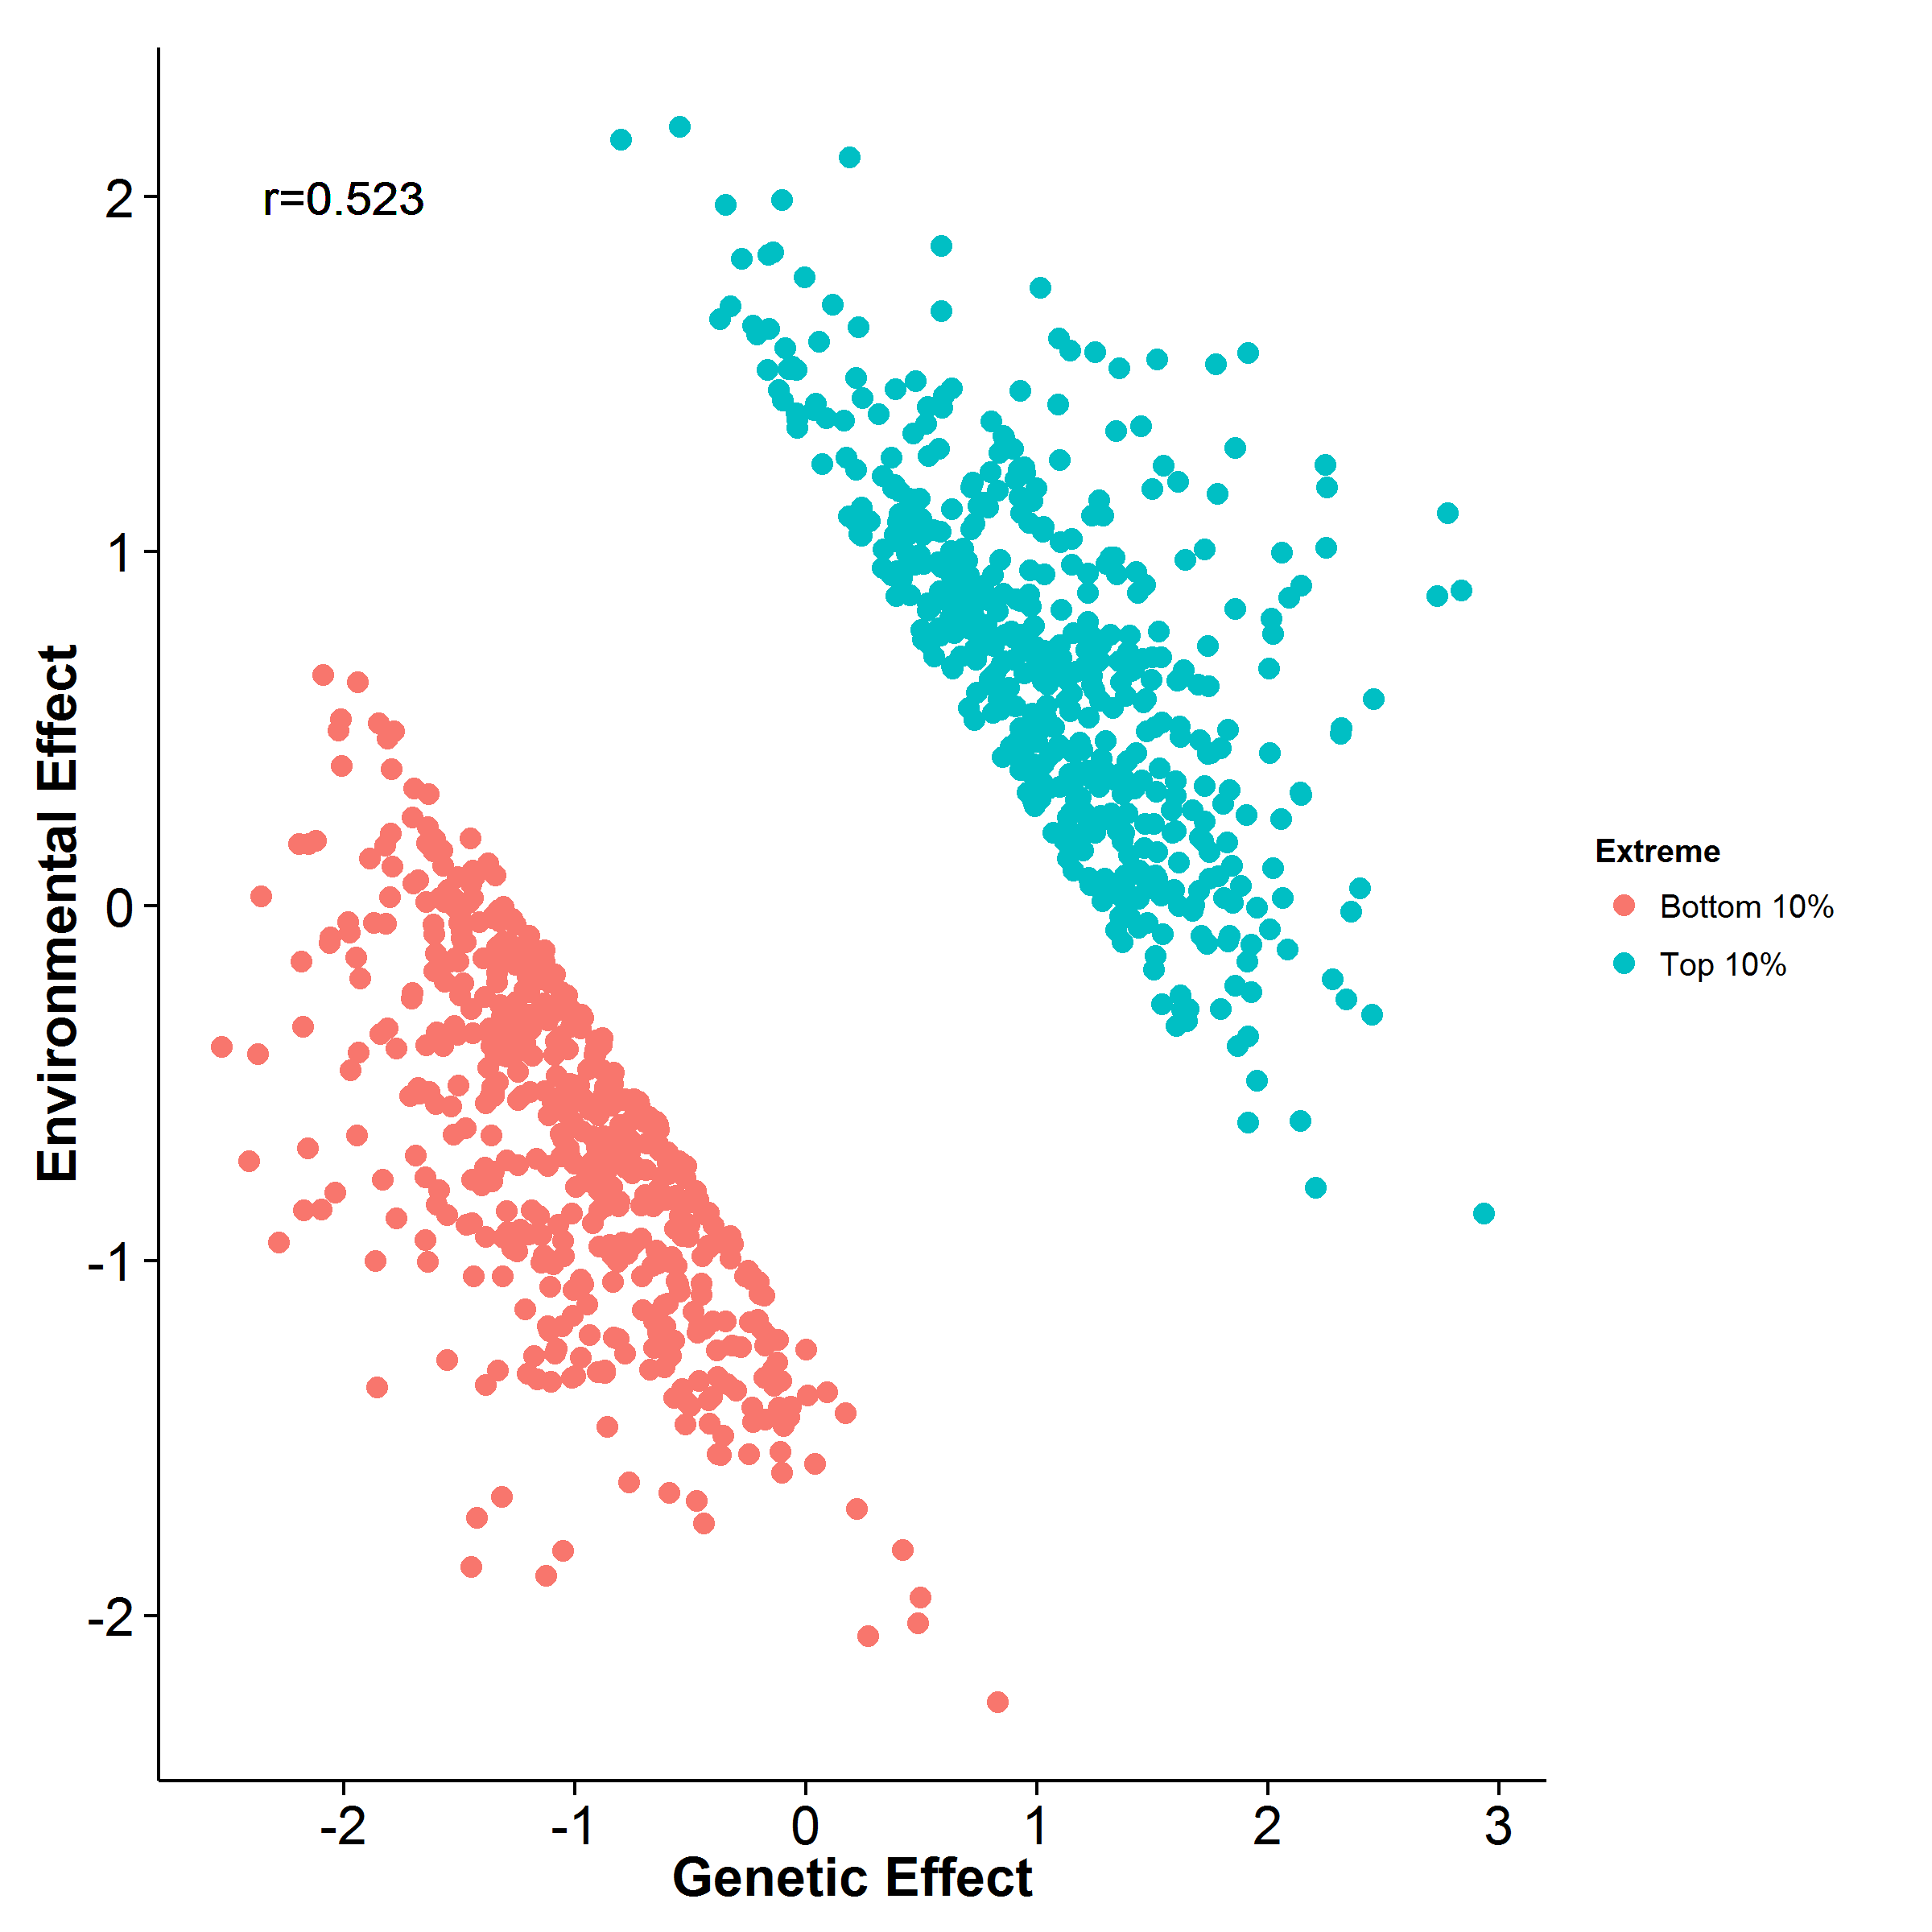 r=0.523
2
1
0
-1
-2
Environmental Effect
-2 -1 0 1 2 3
Genetic Effect
Extreme
Bottom 10%
Top 10%